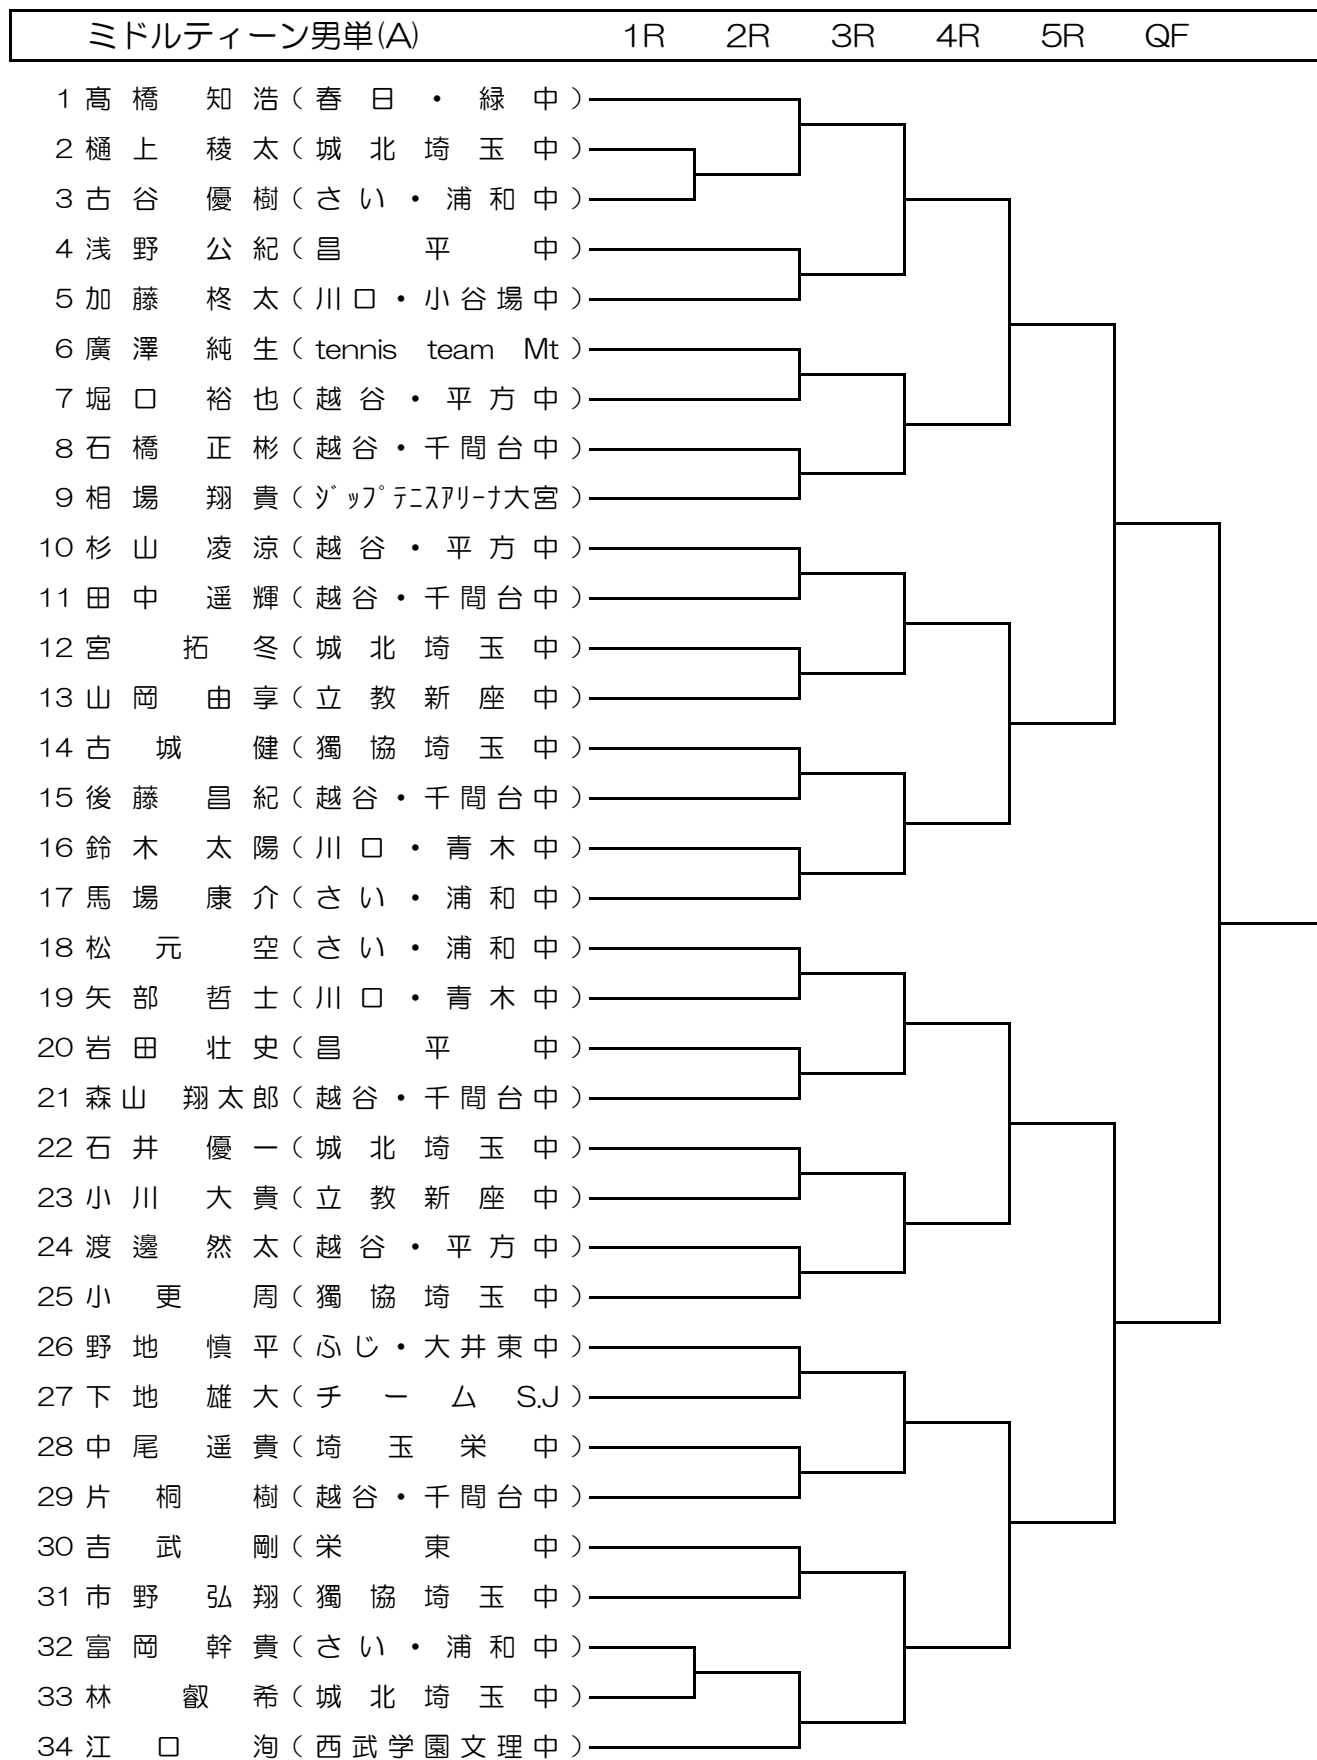 ミドルティーン男単(A) 1R 2R 3R 4R 5R QF
1 髙橋 知浩 (春日・緑中)
2 樋上 稜太 (城北埼玉中)
3 古谷 優樹 (さい・浦和中)
4 浅野 公紀 (昌平中)
5 加藤 柊太 (川口・小谷場中)
6 廣澤 純生 (tennis team Mt)
7 堀口 裕也 (越谷・平方中)
8 石橋 正彬 (越谷・千間台中)
9 相場 翔貴 (ｼﾞｯﾌﾟﾃﾆｽｱﾘｰﾅ大宮)
10 杉山 凌涼 (越谷・平方中)
11 田中 遥輝 (越谷・千間台中)
12 宮 拓冬 (城北埼玉中)
13 山岡 由享 (立教新座中)
14 古城 健 (獨協埼玉中)
15 後藤 昌紀 (越谷・千間台中)
16 鈴木 太陽 (川口・青木中)
17 馬場 康介 (さい・浦和中)
18 松元 空 (さい・浦和中)
19 矢部 哲士 (川口・青木中)
20 岩田 壮史 (昌平中)
21 森山 翔太郎 (越谷・千間台中)
22 石井 優一 (城北埼玉中)
23 小川 大貴 (立教新座中)
24 渡邊 然太 (越谷・平方中)
25 小更 周 (獨協埼玉中)
26 野地 慎平 (ふじ・大井東中)
27 下地 雄大 (チームS.J)
28 中尾 遥貴 (埼玉栄中)
29 片桐 樹 (越谷・千間台中)
30 吉武 剛 (栄東中)
31 市野 弘翔 (獨協埼玉中)
32 富岡 幹貴 (さい・浦和中)
33 林 叡希 (城北埼玉中)
34 江口 洵 (西武学園文理中)